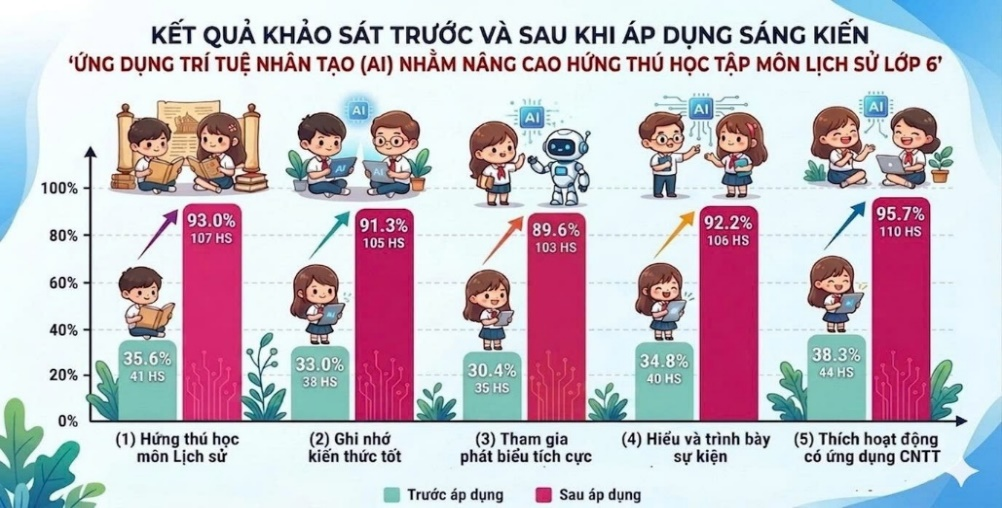 KẾT QUẢ KHẢO SÁT TRƯỚC VÀ SAU KHI ÁP DỤNG SÁNG KIẾN
'ỨNG DỤNG TRÍ TUỆ NHÂN TẠO (AI) NHẰM NÂNG CAO HỨNG THÚ HỌC TẬP MÔN LỊCH SỬ LỚP 6'
AI
AI
AI
AI
AI
AI
100%
80%
60%
40%
20%
0%
93.0%
107 HS
35.6%
41 HS
91.3%
105 HS
33.0%
38 HS
89.6%
103 HS
30.4%
35 HS
92.2%
106 HS
34.8%
40 HS
95.7%
110 HS
38.3%
44 HS
(1) Hứng thú học
môn Lịch sử
(2) Ghi nhớ
kiến thức tốt
(3) Tham gia
phát biểu tích cực
(4) Hiểu và trình bày
sự kiện
(5) Thích hoạt động
có ứng dụng CNTT
Trước áp dụng
Sau áp dụng